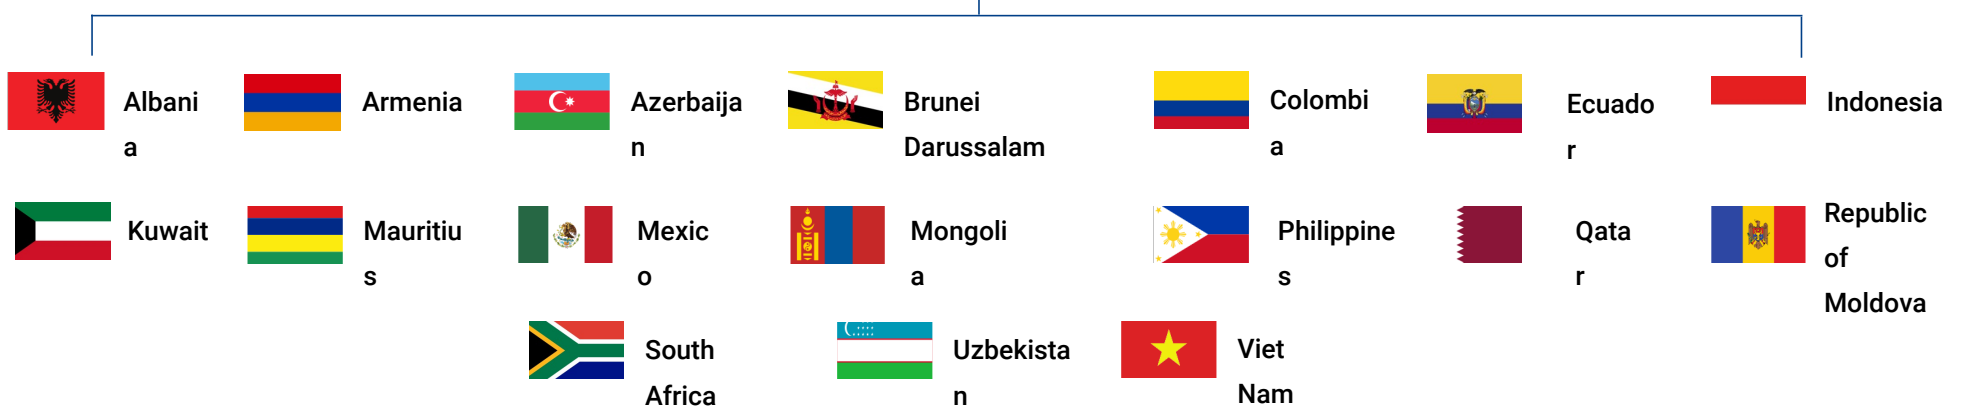 Albani
a
Armenia
Azerbaija
n
Brunei
Darussalam
Colombi
a
Ecuado
r
Indonesia
Kuwait
Mauritiu
s
Mexic
o
Mongoli
a
Philippine
s
Qata
r
Republic
of
Moldova
South
Africa
Uzbekista
n
Viet
Nam